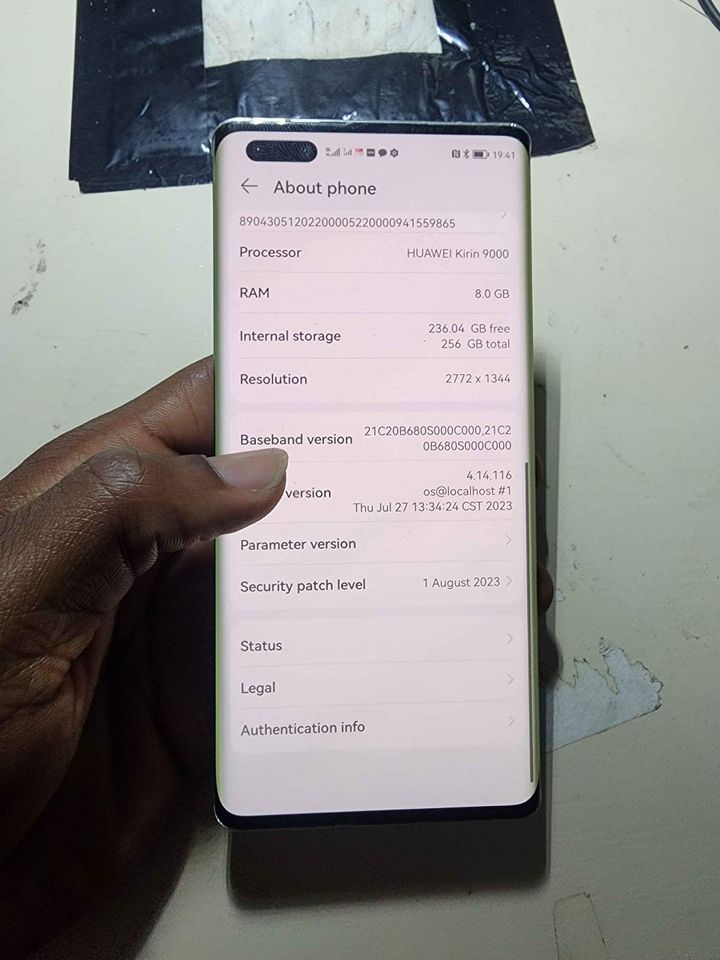 19:41
About phone
89043051202200005220000941559865
Processor HUAWEI Kirin 9000
RAM 8.0 GB
Internal storage 236.04 GB free
256 GB total
Resolution 2772 x 1344
Baseband version 21C20B680S000C000,21C2
0B680S000C000
4.14.116
version os@localhost #1
Thu Jul 27 13:34:24 CST 2023
Parameter version
Security patch level 1 August 2023
Status
Legal
Authentication info